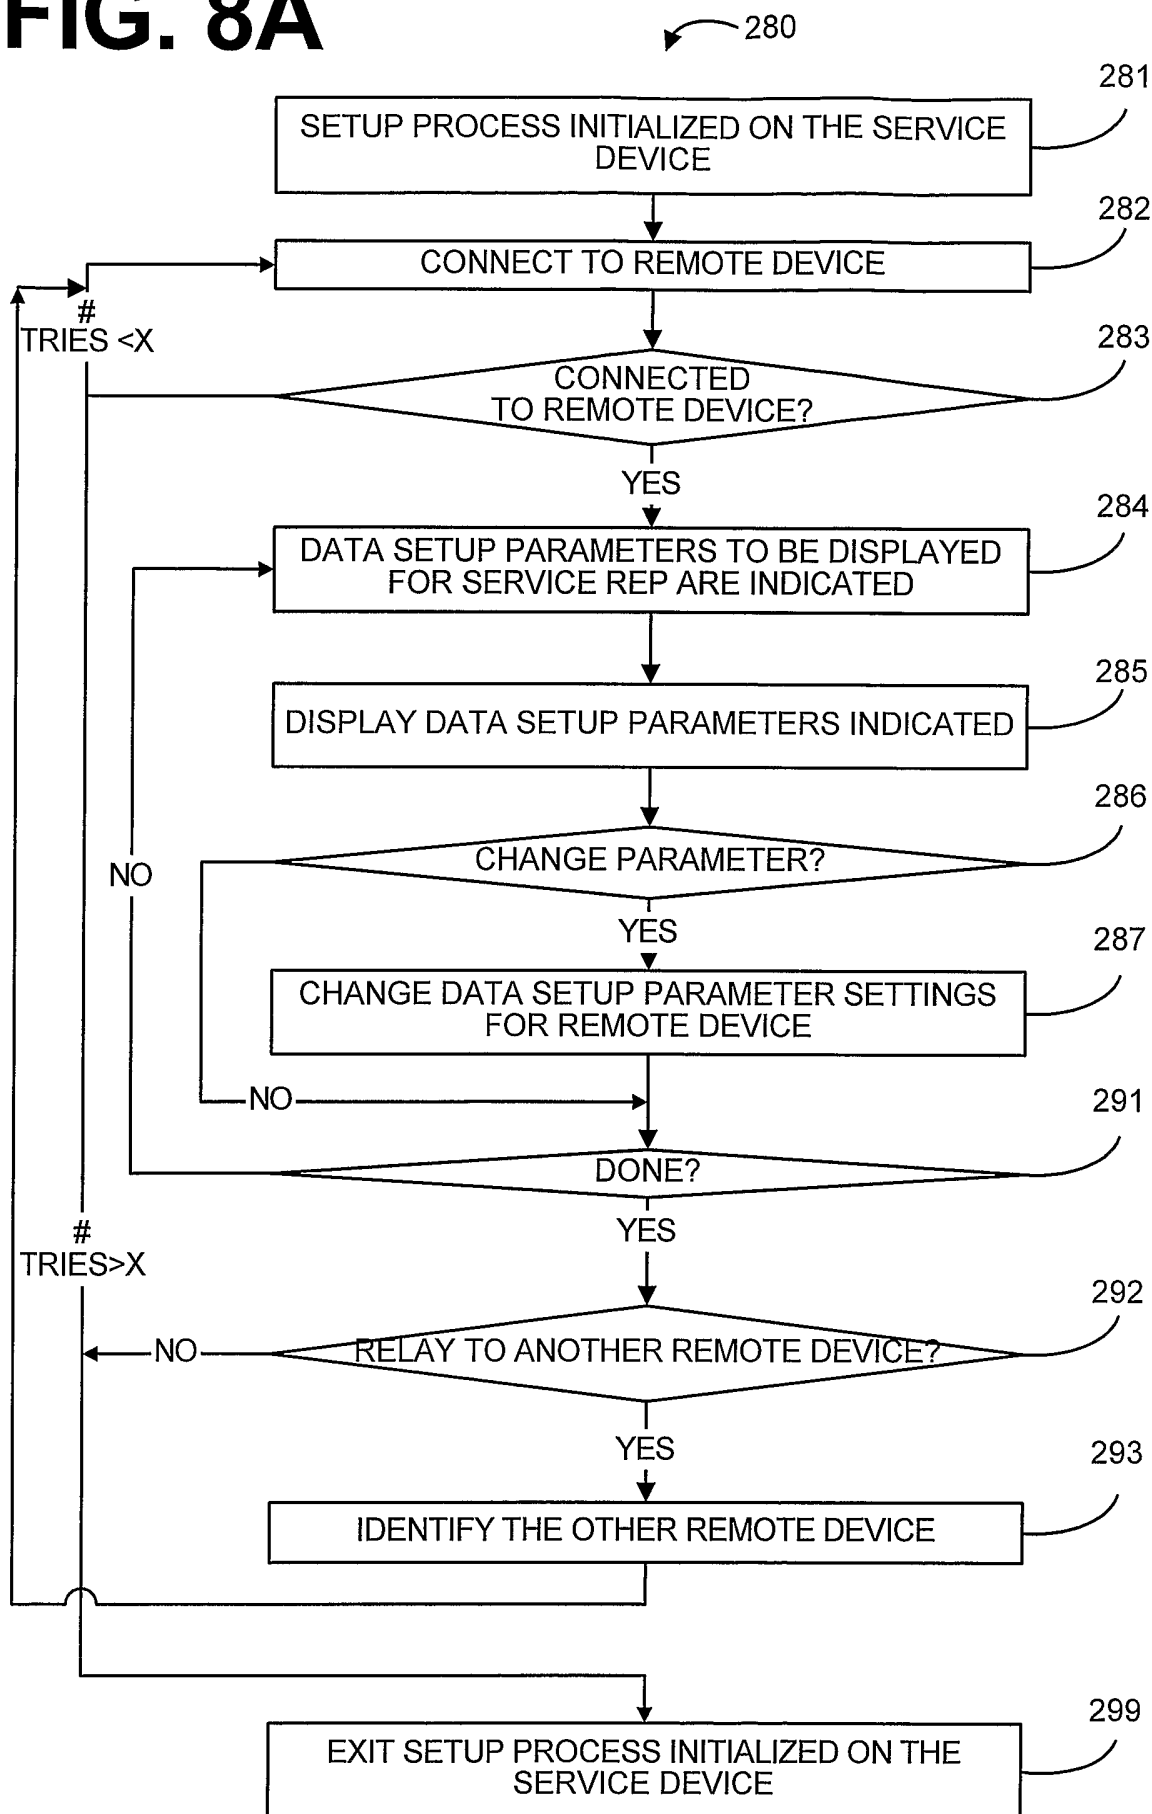 FIG. 8A
280
281
SETUP PROCESS INITIALIZED ON THE SERVICE
DEVICE
282
CONNECT TO REMOTE DEVICE
#
TRIES <X
283
CONNECTED
TO REMOTE DEVICE?
YES
284
DATA SETUP PARAMETERS TO BE DISPLAYED
FOR SERVICE REP ARE INDICATED
285
DISPLAY DATA SETUP PARAMETERS INDICATED
286
CHANGE PARAMETER?
NO
YES
287
CHANGE DATA SETUP PARAMETER SETTINGS
FOR REMOTE DEVICE
NO
291
DONE?
YES
#
TRIES>X
292
RELAY TO ANOTHER REMOTE DEVICE?
NO
YES
293
IDENTIFY THE OTHER REMOTE DEVICE
299
EXIT SETUP PROCESS INITIALIZED ON THE
SERVICE DEVICE